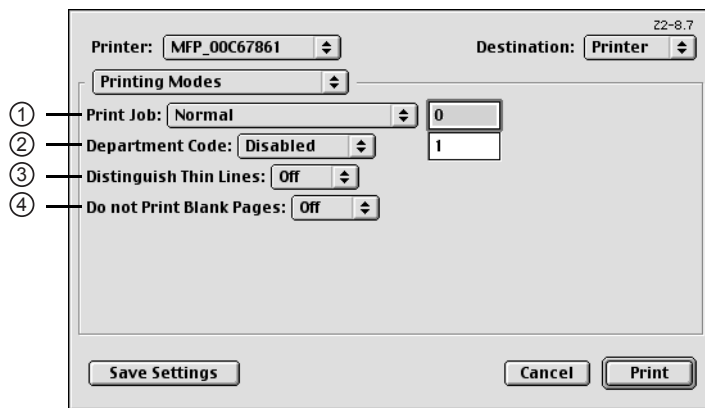 Z2-8.7
Printer: MFP_00C67861 Destination: Printer
Printing Modes
① Print Job: Normal 0
② Department Code: Disabled 1
③ Distinguish Thin Lines: Off
④ Do not Print Blank Pages: Off
Save Settings Cancel Print